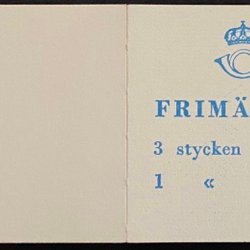 FRIMÄ
3 stycken
1 «